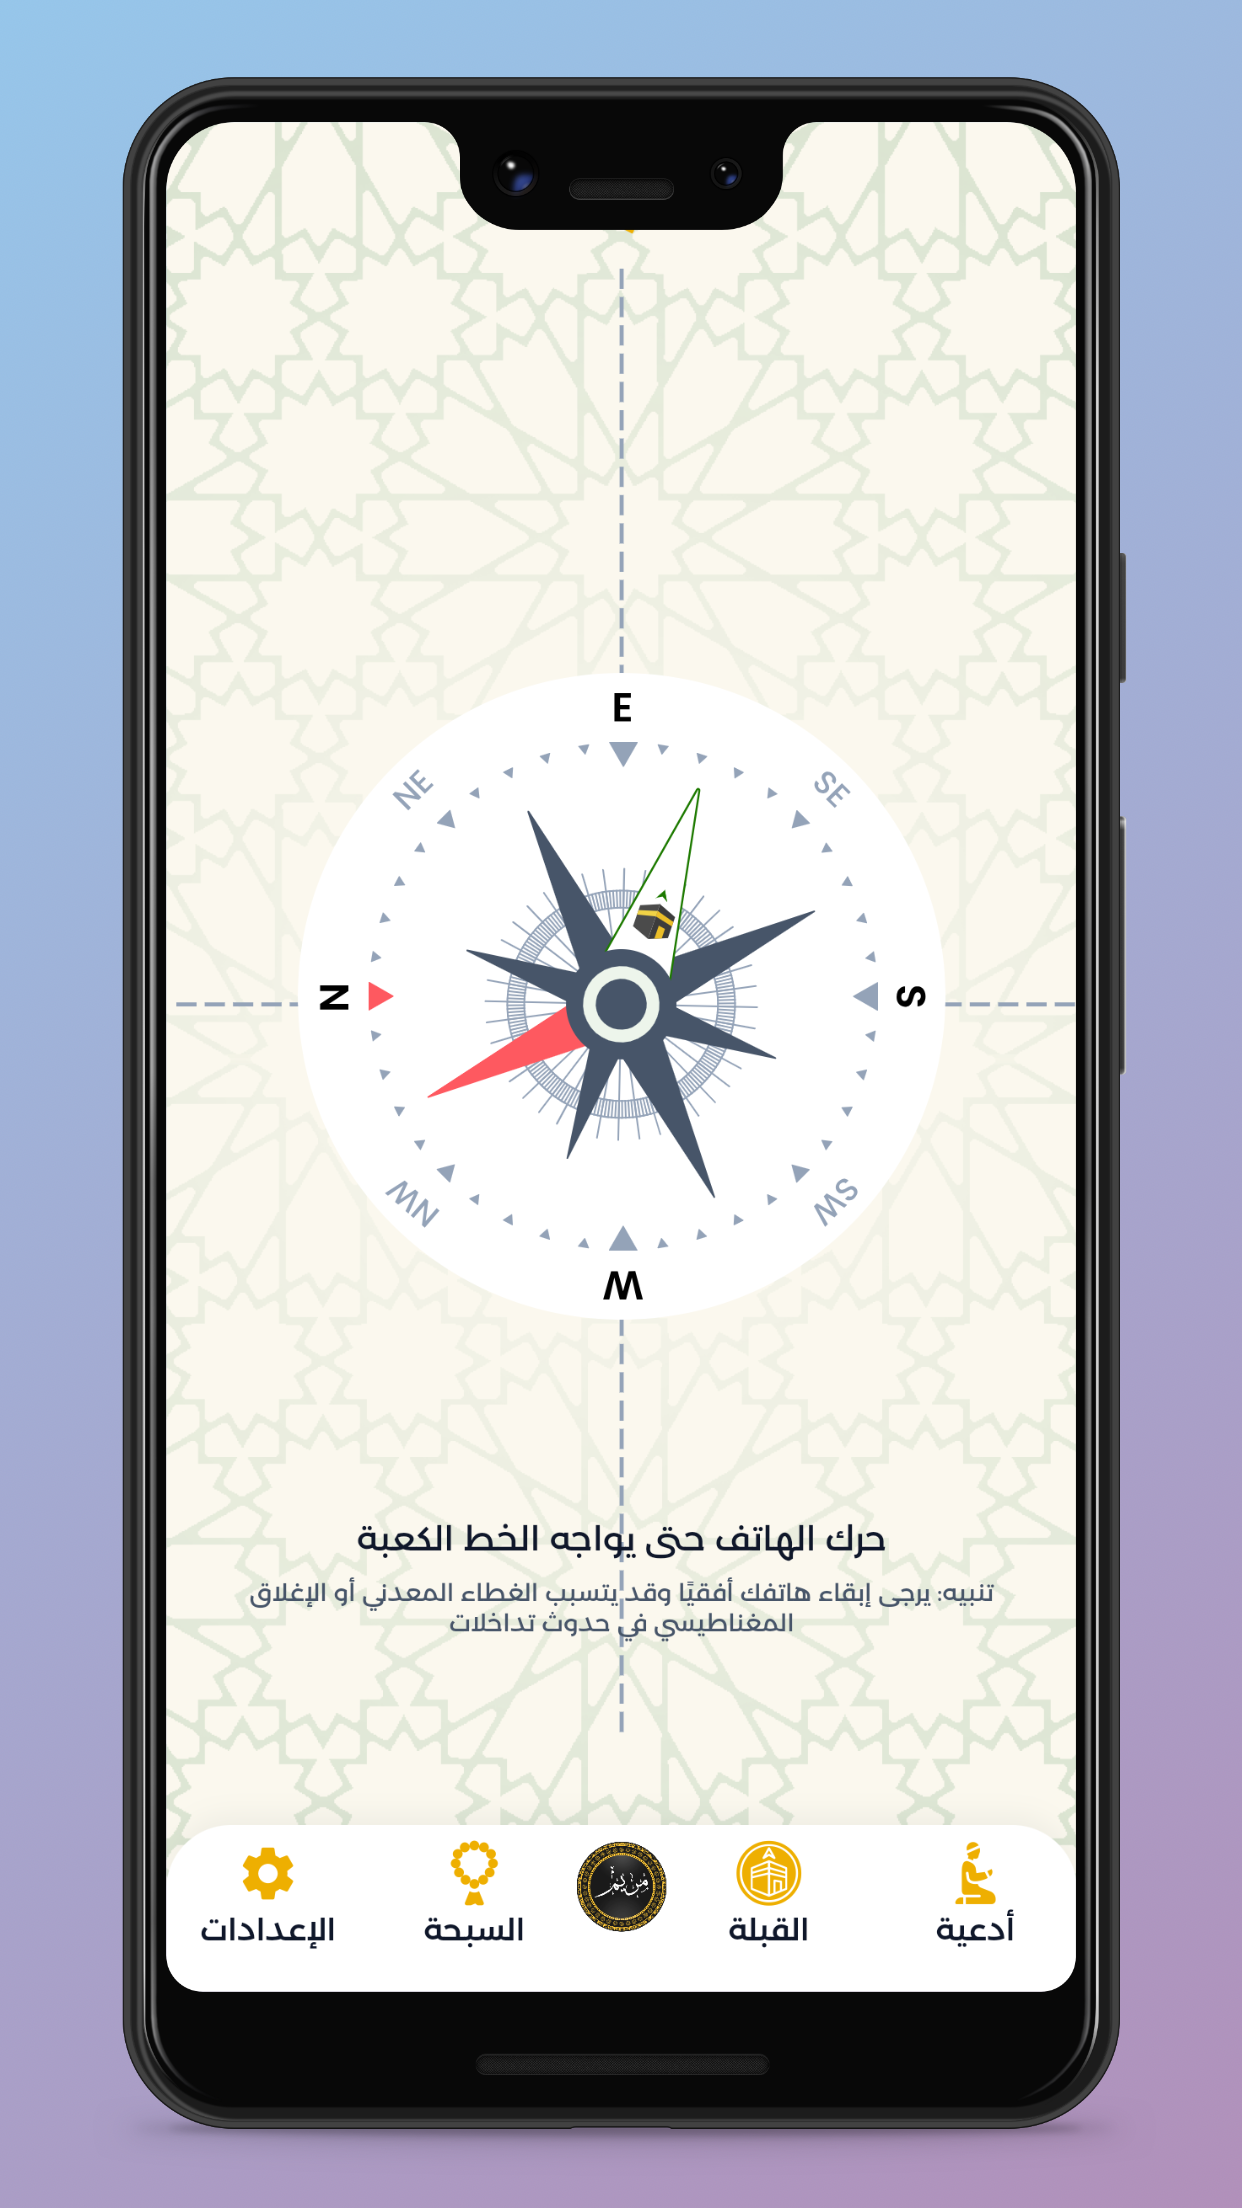 E
NE
SE
N
S
NW
SW
W
حرك الهاتف حتى يواجه الخط الكعبة
تنبيه: يرجى إبقاء هاتفك أفقيًا وقد يتسبب الغطاء المعدني أو الإغلاق
المغناطيسي في حدوث تداخلات
أدعية
القبلة
السبحة
الإعدادات